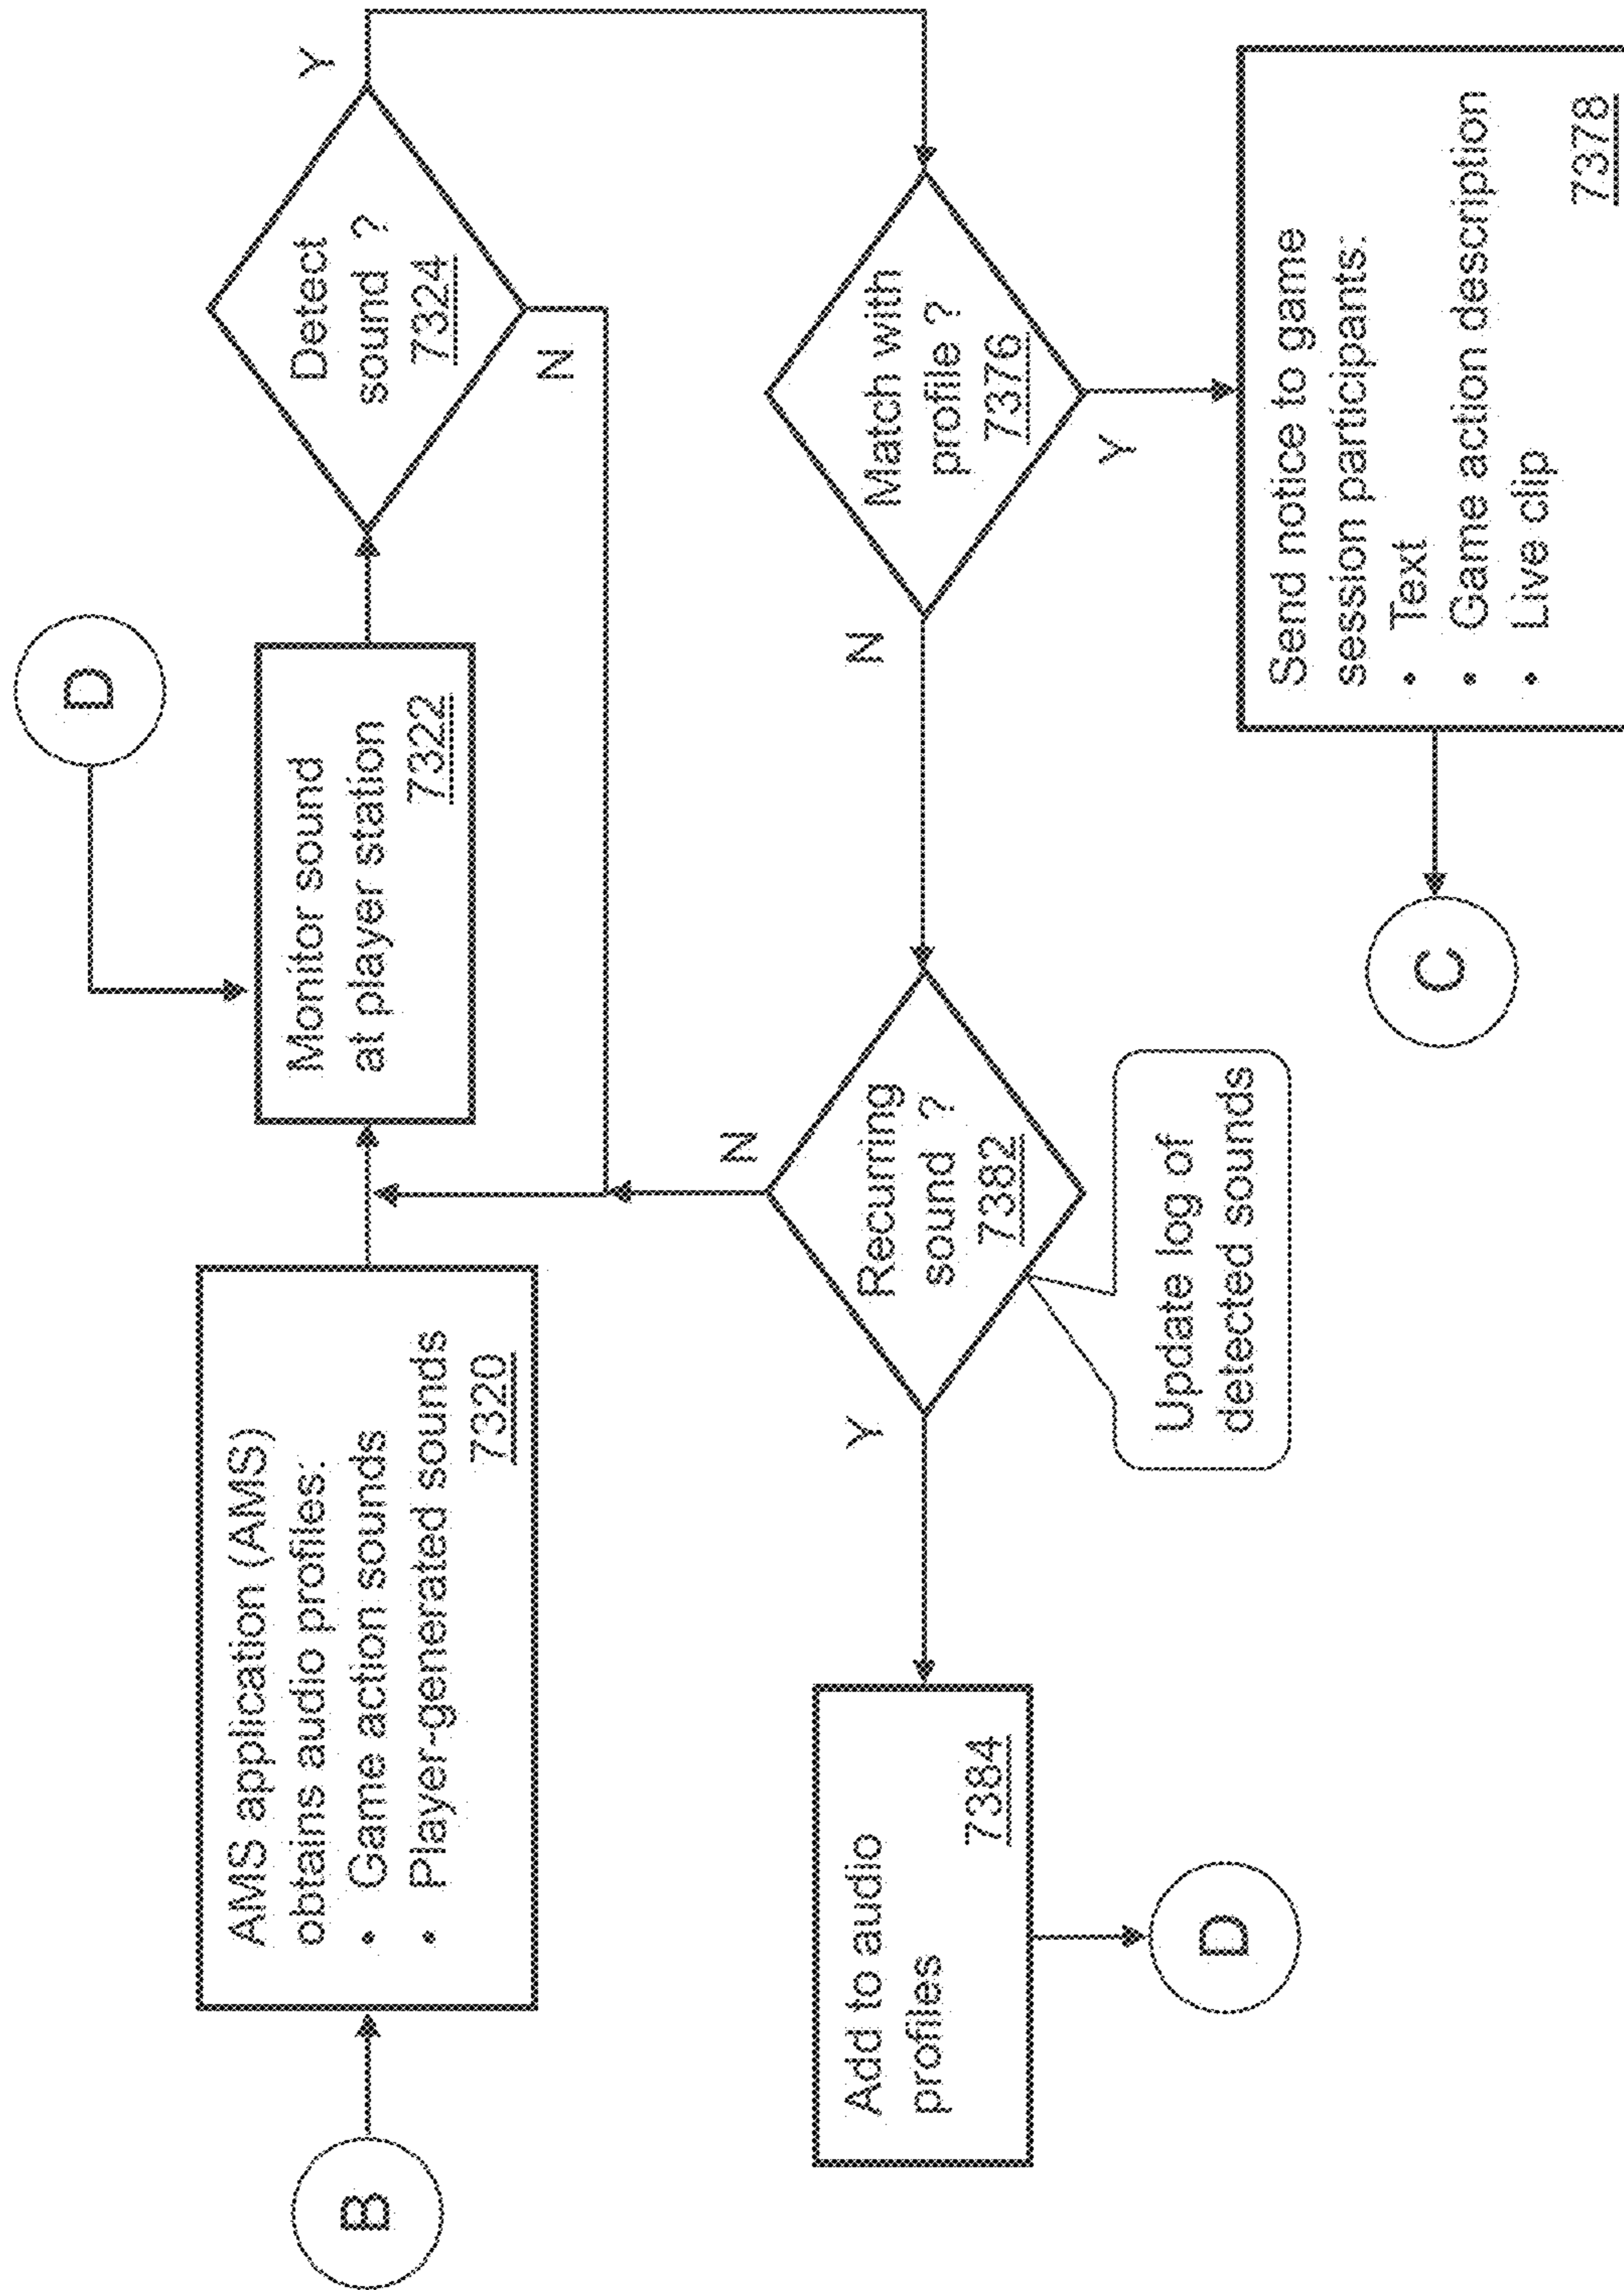 B
AMS application (AMS)
obtains audio profiles:
• Game action sounds
• Player-generated sounds
7320
D
Monitor sound
at player station
7322
Detect
sound ?
7324
Y
N
Match with
profile ?
7376
N
Y
Recurring
sound ?
7382
N
Y
Update log of
detected sounds
Add to audio
profiles
7384
D
Send notice to game
session participants:
• Text
• Game action description
• Live clip
7378
C